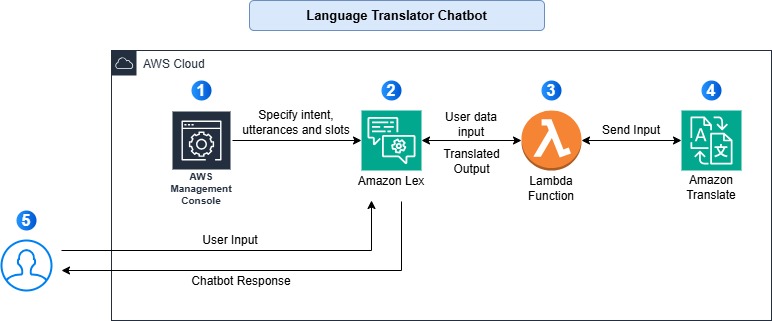 Language Translator Chatbot
AWS Cloud
1
2
3
4
Specify intent,
utterances and slots
User data
input
Translated
Output
Send Input
AWS
Management
Console
Amazon Lex
Lambda
Function
Amazon
Translate
A
文
5
User Input
Chatbot Response